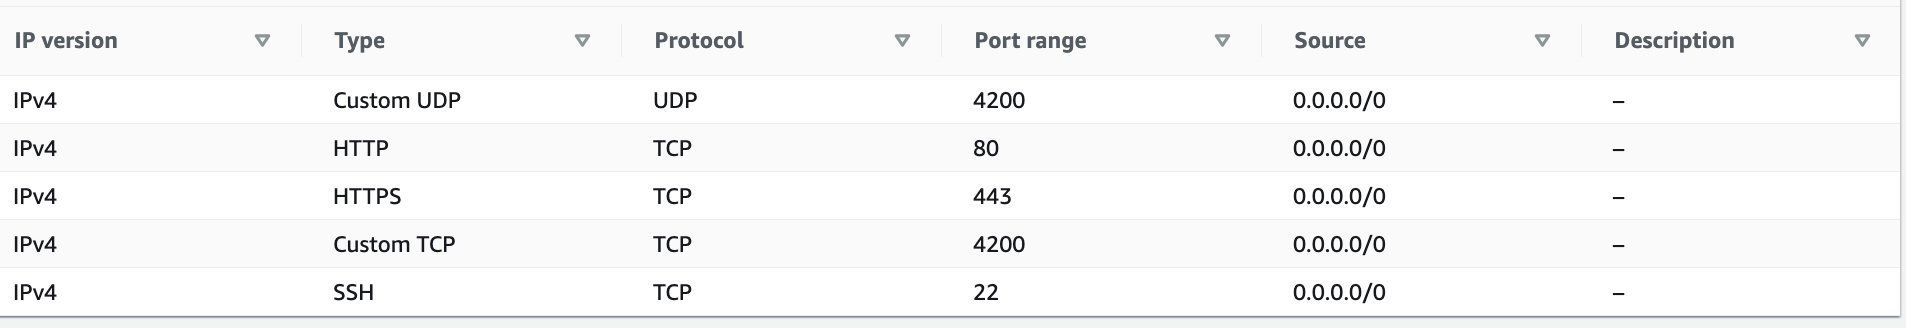 IP version Type Protocol Port range Source Description
IPv4 Custom UDP UDP 4200 0.0.0.0/0 –
IPv4 HTTP TCP 80 0.0.0.0/0 –
IPv4 HTTPS TCP 443 0.0.0.0/0 –
IPv4 Custom TCP TCP 4200 0.0.0.0/0 –
IPv4 SSH TCP 22 0.0.0.0/0 –